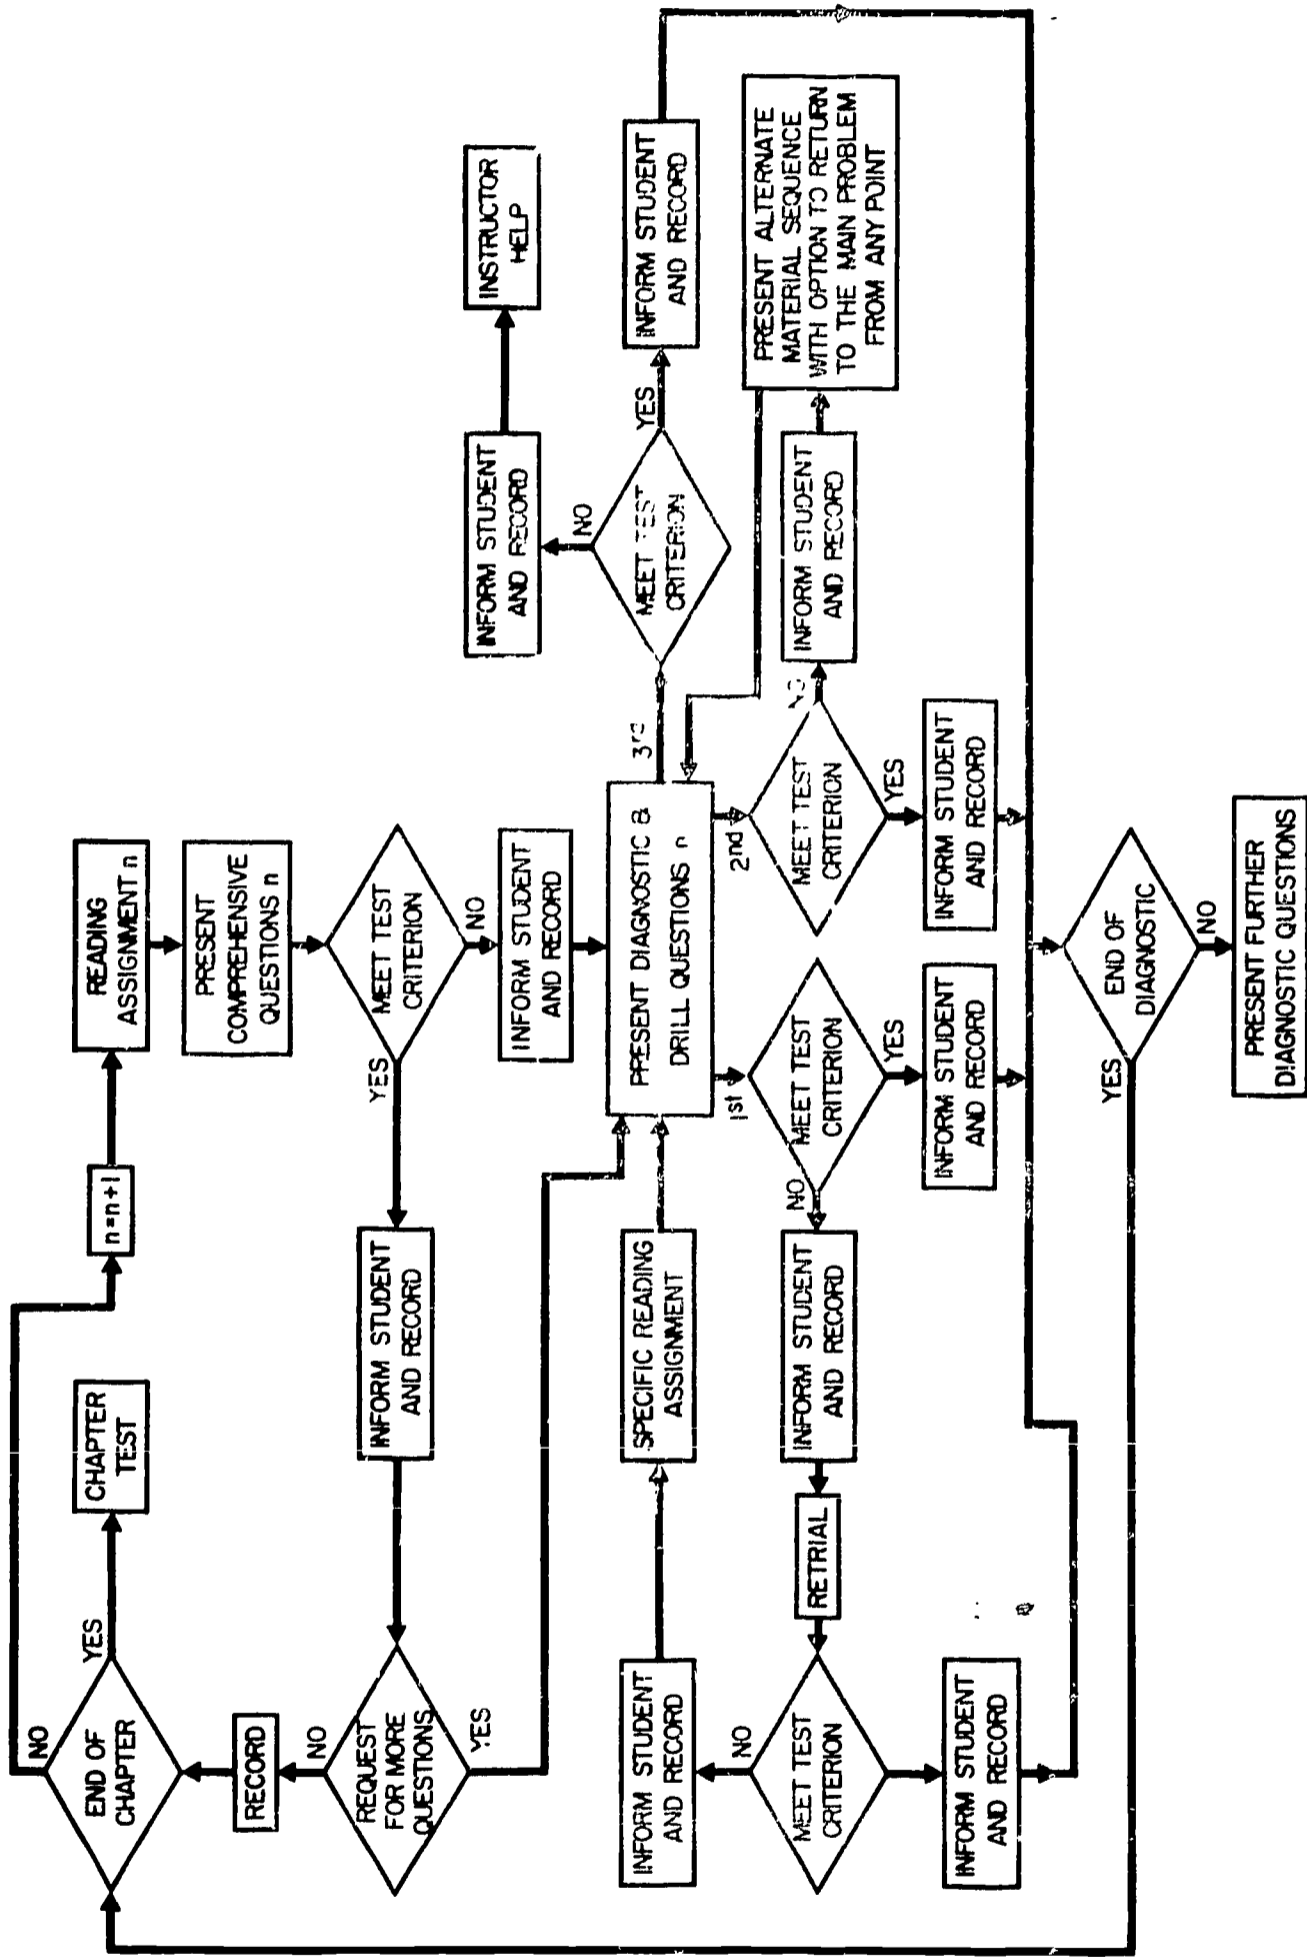 NO
END OF
CHAPTER
YES
CHAPTER
TEST
n=n+1
READING
ASSIGNMENT n
RECORD
PRESENT
COMPREHENSIVE
QUESTIONS n
NO
REQUEST
FOR MORE
QUESTIONS
YES
INFORM STUDENT
AND RECORD
YES
MEET TEST
CRITERION
NO
INFORM STUDENT
AND RECORD
INFORM STUDENT
AND RECORD
INSTRUCTOR
HELP
INFORM STUDENT
AND RECORD
SPECIFIC READING
ASSIGNMENT
PRESENT DIAGNOSTIC &
DRILL QUESTIONS n
3rd
NO
MEET TEST
CRITERION
YES
INFORM STUDENT
AND RECORD
NO
MEET TEST
CRITERION
RETRIAL
INFORM STUDENT
AND RECORD
NO
1st
MEET TEST
CRITERION
YES
2nd
MEET TEST
CRITERION
NO
YES
INFORM STUDENT
AND RECORD
PRESENT ALTERNATE
MATERIAL SEQUENCE
WITH OPTION TO RETURN
TO THE MAIN PROBLEM
FROM ANY POINT
INFORM STUDENT
AND RECORD
INFORM STUDENT
AND RECORD
INFORM STUDENT
AND RECORD
YES
END OF
DIAGNOSTIC
NO
PRESENT FURTHER
DIAGNOSTIC QUESTIONS